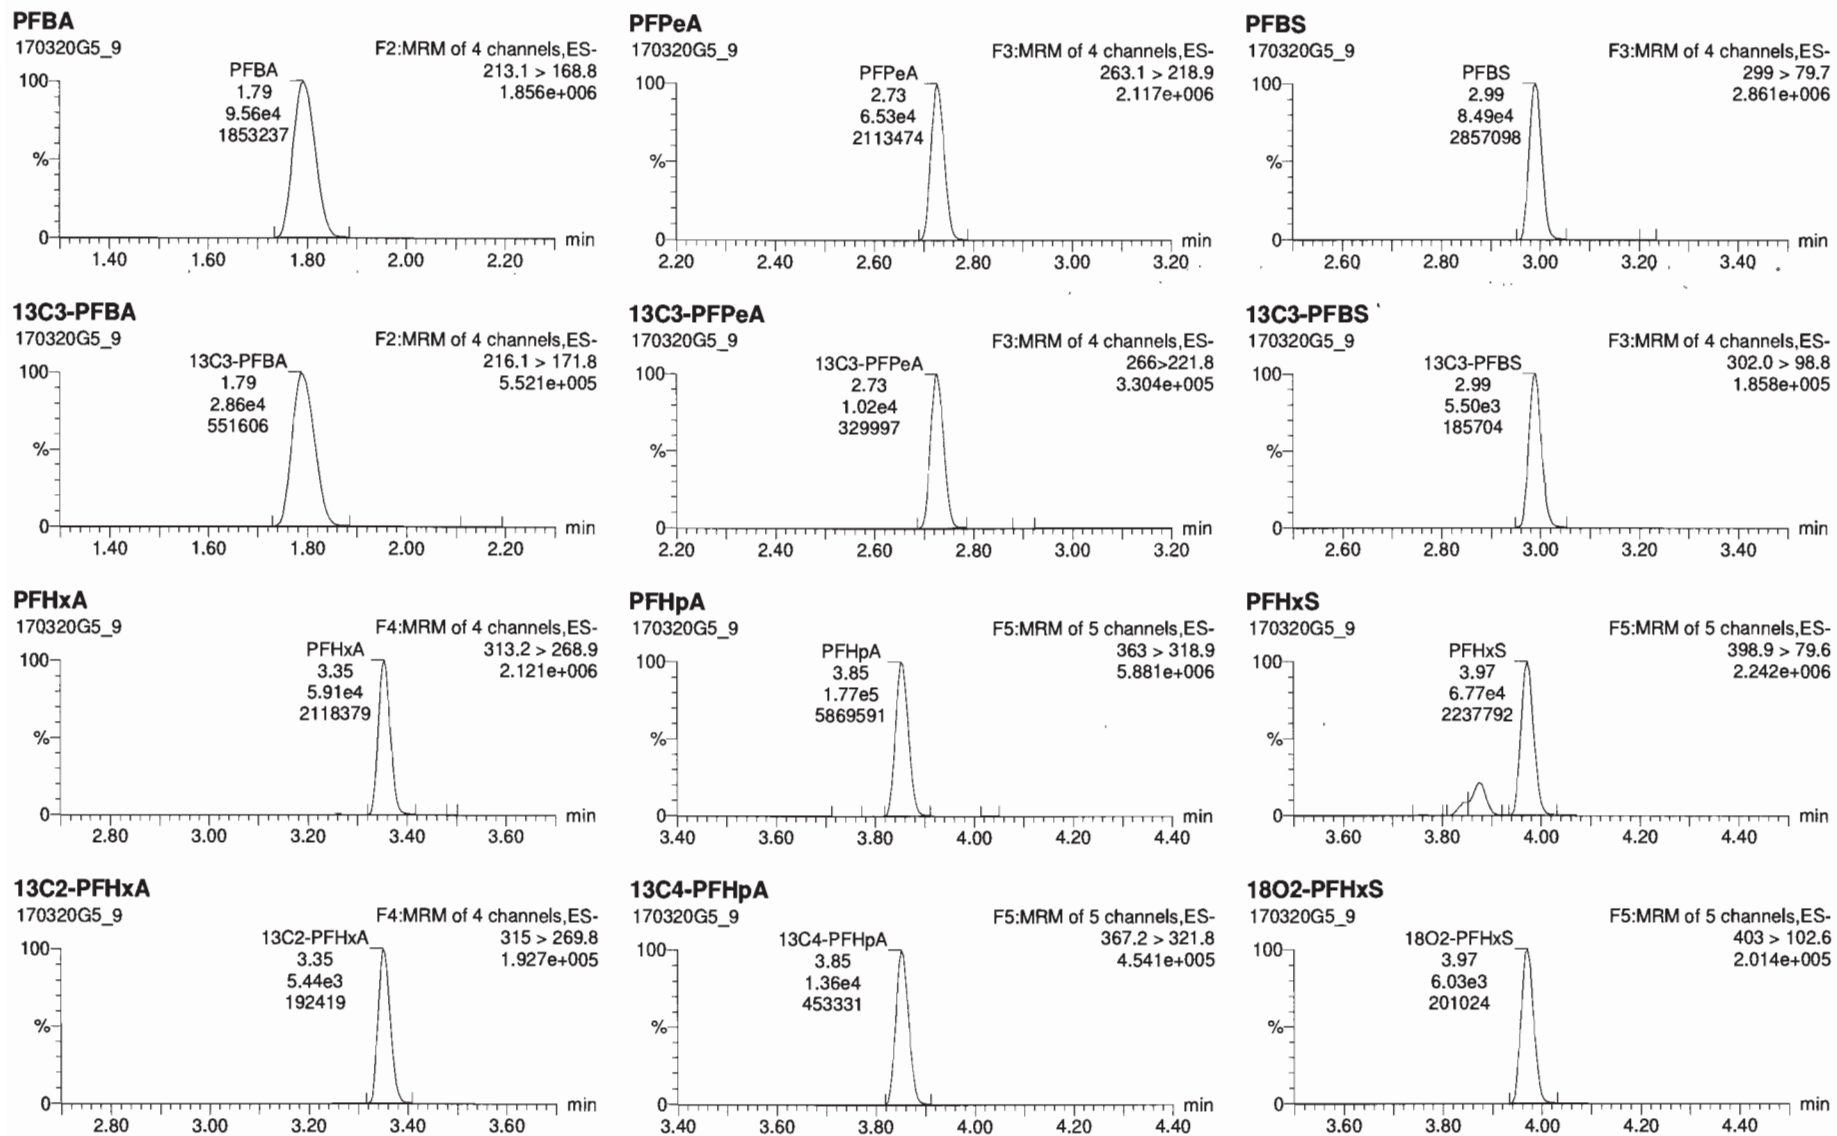 PFBA
170320G5_9
F2:MRM of 4 channels,ES-
213.1 > 168.8
1.856e+006
PFBA
1.79
9.56e4
1853237
100
%
0
min
1.40 1.60 1.80 2.00 2.20
PFPeA
170320G5_9
F3:MRM of 4 channels,ES-
263.1 > 218.9
2.117e+006
PFPeA
2.73
6.53e4
2113474
100
%
0
min
2.20 2.40 2.60 2.80 3.00 3.20
PFBS
170320G5_9
F3:MRM of 4 channels,ES-
299 > 79.7
2.861e+006
PFBS
2.99
8.49e4
2857098
100
%
0
min
2.60 2.80 3.00 3.20 3.40
13C3-PFBA
170320G5_9
F2:MRM of 4 channels,ES-
216.1 > 171.8
5.521e+005
13C3-PFBA
1.79
2.86e4
551606
100
%
0
min
1.40 1.60 1.80 2.00 2.20
13C3-PFPeA
170320G5_9
F3:MRM of 4 channels,ES-
266>221.8
3.304e+005
13C3-PFPeA
2.73
1.02e4
329997
100
%
0
min
2.20 2.40 2.60 2.80 3.00 3.20
13C3-PFBS
170320G5_9
F3:MRM of 4 channels,ES-
302.0 > 98.8
1.858e+005
13C3-PFBS
2.99
5.50e3
185704
100
%
0
min
2.60 2.80 3.00 3.20 3.40
PFHxA
170320G5_9
F4:MRM of 4 channels,ES-
313.2 > 268.9
2.121e+006
PFHxA
3.35
5.91e4
2118379
100
%
0
min
2.80 3.00 3.20 3.40 3.60
PFHpA
170320G5_9
F5:MRM of 5 channels,ES-
363 > 318.9
5.881e+006
PFHpA
3.85
1.77e5
5869591
100
%
0
min
3.40 3.60 3.80 4.00 4.20 4.40
PFHxS
170320G5_9
F5:MRM of 5 channels,ES-
398.9 > 79.6
2.242e+006
PFHxS
3.97
6.77e4
2237792
100
%
0
min
3.60 3.80 4.00 4.20 4.40
13C2-PFHxA
170320G5_9
F4:MRM of 4 channels,ES-
315 > 269.8
1.927e+005
13C2-PFHxA
3.35
5.44e3
192419
100
%
0
min
2.80 3.00 3.20 3.40 3.60
13C4-PFHpA
170320G5_9
F5:MRM of 5 channels,ES-
367.2 > 321.8
4.541e+005
13C4-PFHpA
3.85
1.36e4
453331
100
%
0
min
3.40 3.60 3.80 4.00 4.20 4.40
18O2-PFHxS
170320G5_9
F5:MRM of 5 channels,ES-
403 > 102.6
2.014e+005
18O2-PFHxS
3.97
6.03e3
201024
100
%
0
min
3.60 3.80 4.00 4.20 4.40